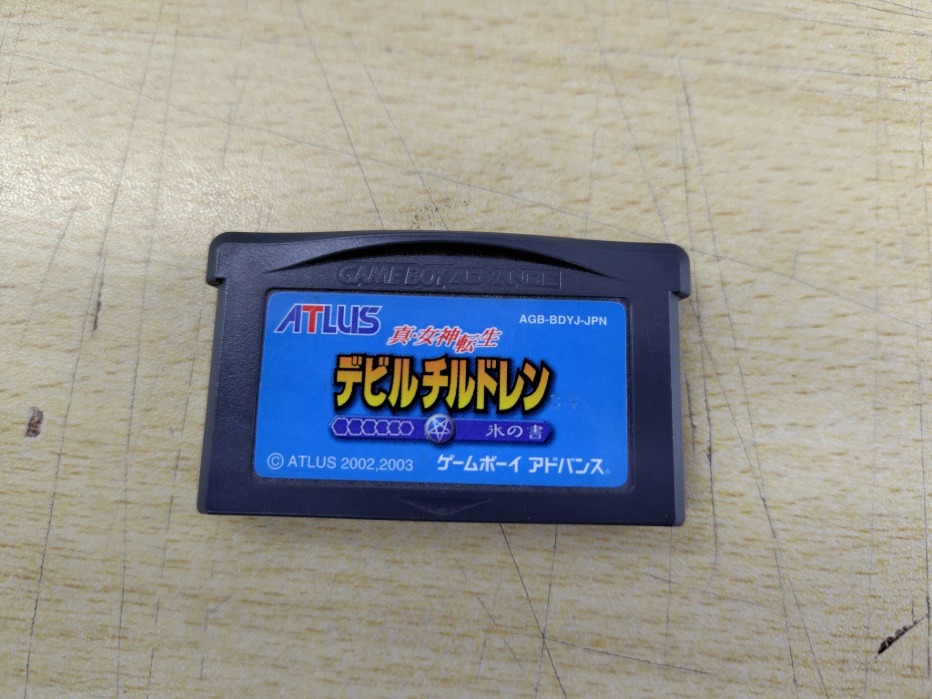 GAME BOY ADVANCE
ATLUS
AGB-BDYJ-JPN
真・女神転生
デビルチルドレン
氷の書
© ATLUS 2002,2003 ゲームボーイ アドバンス